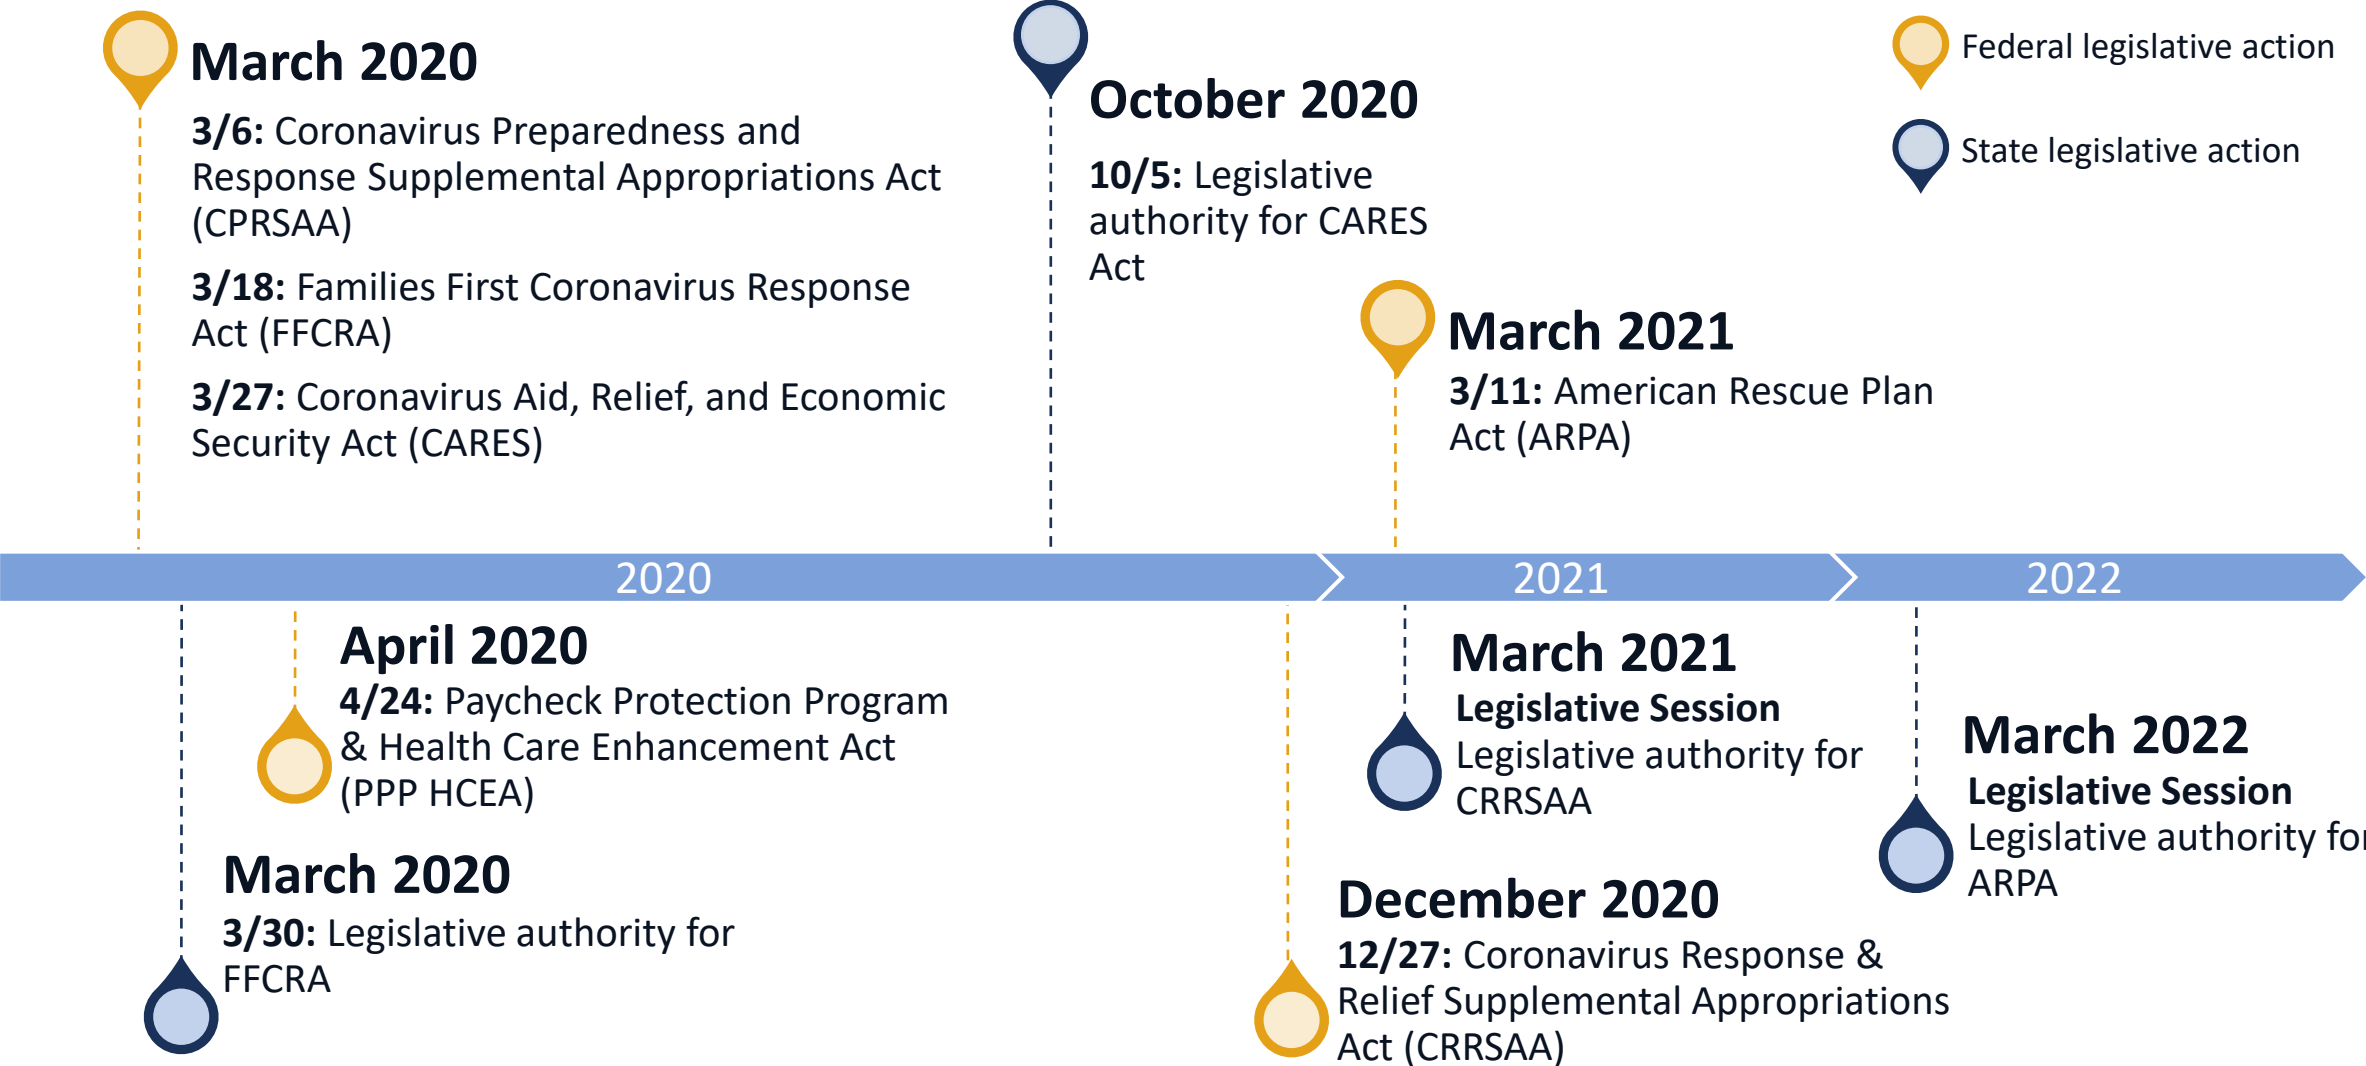 March 2020
3/6: Coronavirus Preparedness and
Response Supplemental Appropriations Act
(CPRSAA)
3/18: Families First Coronavirus Response
Act (FFCRA)
3/27: Coronavirus Aid, Relief, and Economic
Security Act (CARES)
October 2020
10/5: Legislative
authority for CARES
Act
Federal legislative action
State legislative action
March 2021
3/11: American Rescue Plan
Act (ARPA)
2020
2021
2022
April 2020
4/24: Paycheck Protection Program
& Health Care Enhancement Act
(PPP HCEA)
March 2020
3/30: Legislative authority for
FFCRA
March 2021
Legislative Session
Legislative authority for
CRRSAA
December 2020
12/27: Coronavirus Response &
Relief Supplemental Appropriations
Act (CRRSAA)
March 2022
Legislative Session
Legislative authority for
ARPA